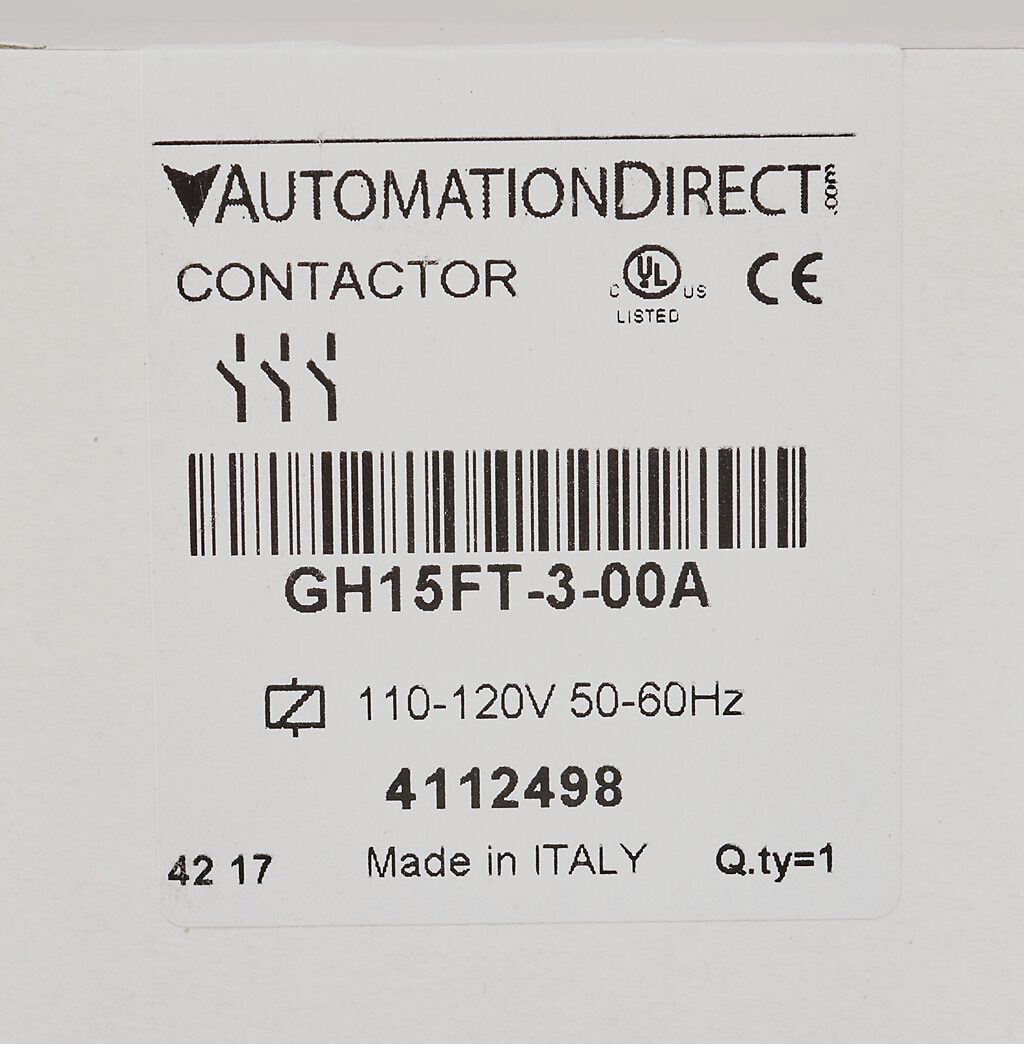 AUTOMATIONDIRECT.com
CONTACTOR
C UL US CE
LISTED
GH15FT-3-00A
110-120V 50-60Hz
4112498
42 17 Made in ITALY Q.ty=1